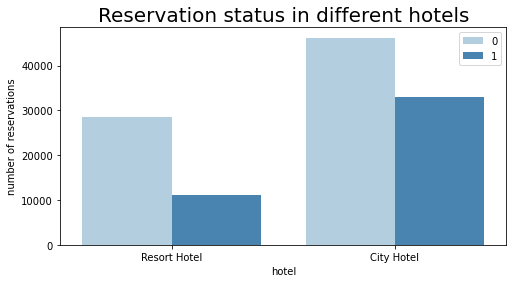 Reservation status in different hotels
0
1
number of reservations
40000
30000
20000
10000
0
Resort Hotel
City Hotel
hotel